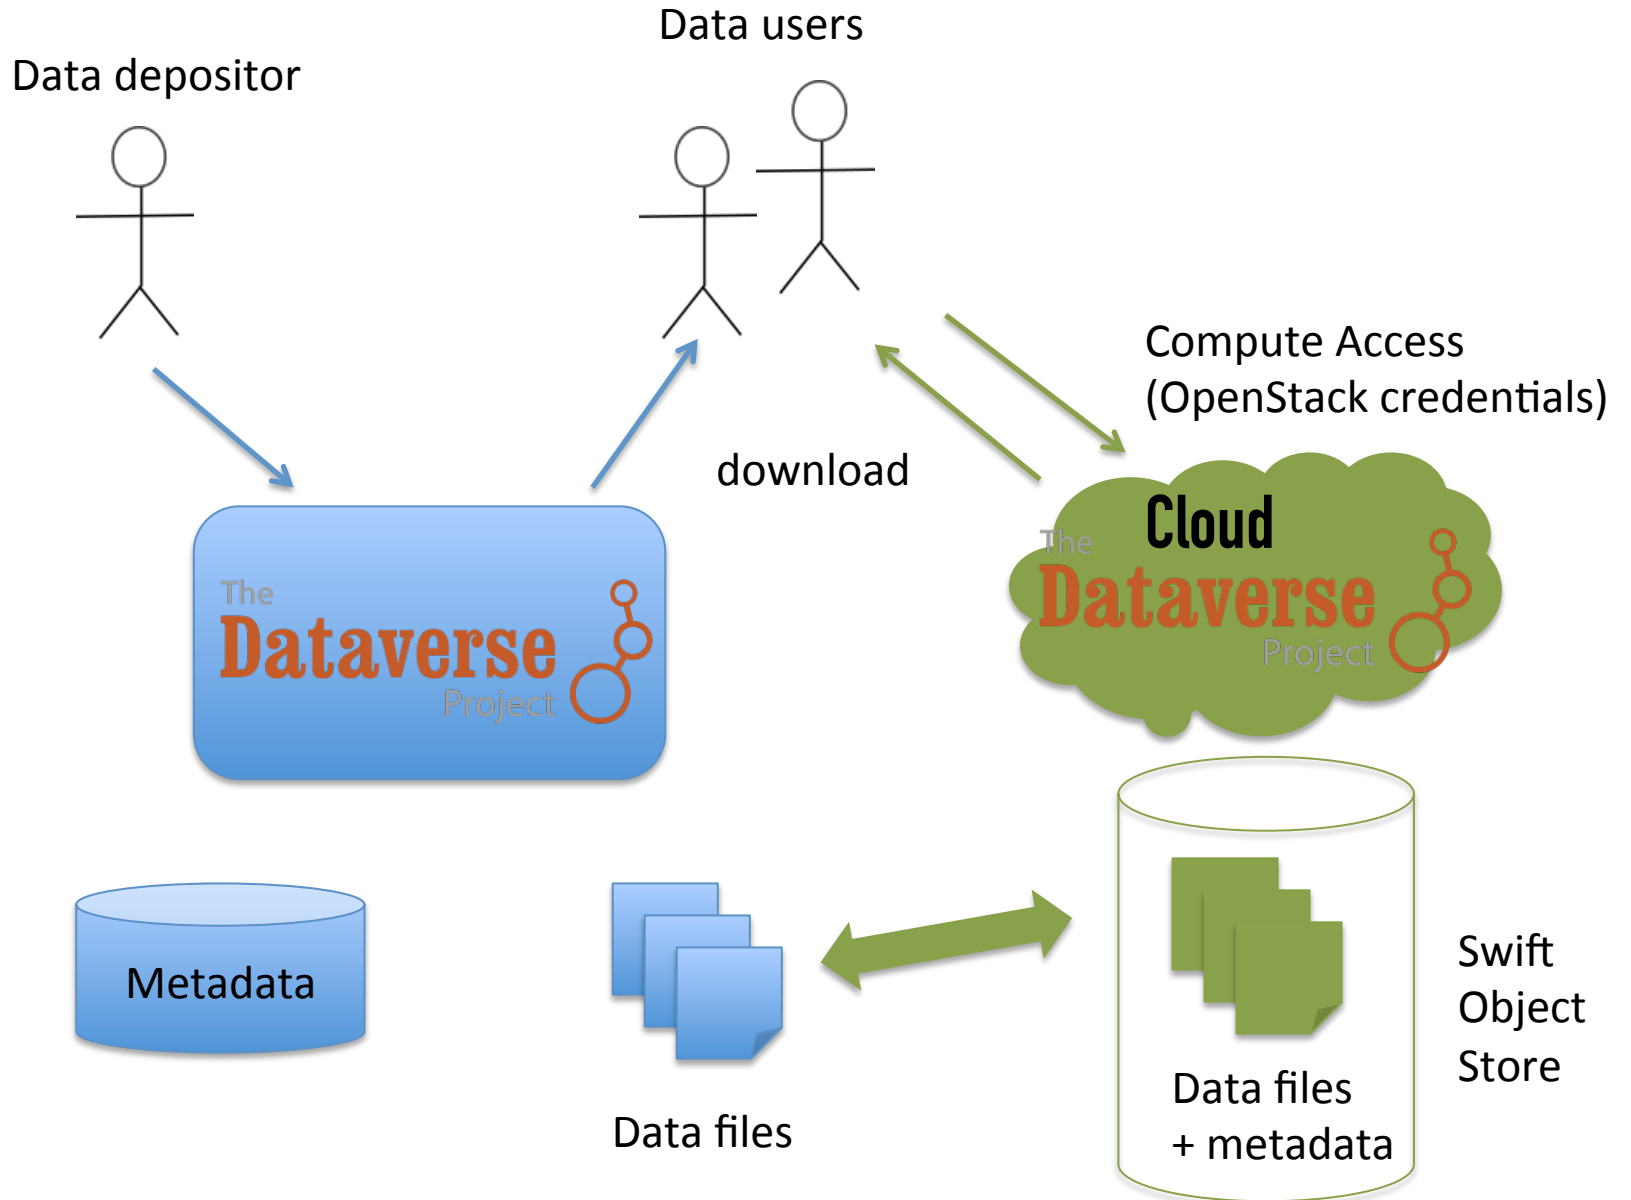 Data users
Data depositor
Compute Access
(OpenStack credentials)
download
Cloud
The
Dataverse
Project
The
Dataverse
Project
Metadata
Data files
Data files
+ metadata
Swift
Object
Store